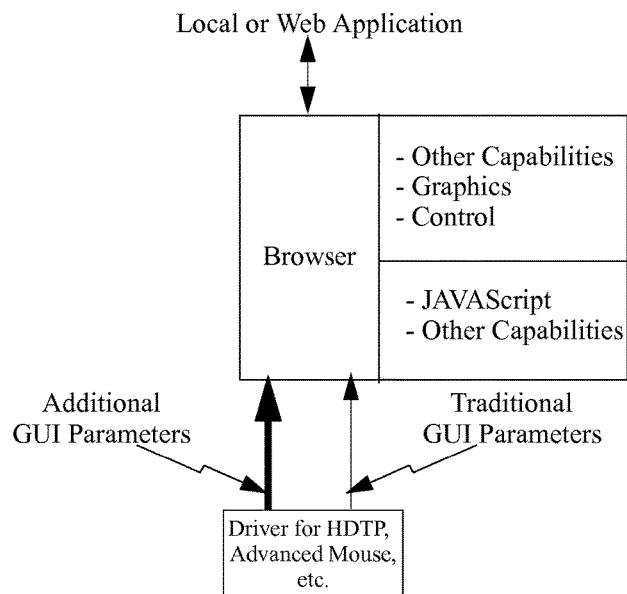 Local or Web Application
- Other Capabilities
- Graphics
- Control
Browser
- JAVAScript
- Other Capabilities
Additional
GUI Parameters
Traditional
GUI Parameters
Driver for HDTP,
Advanced Mouse,
etc.